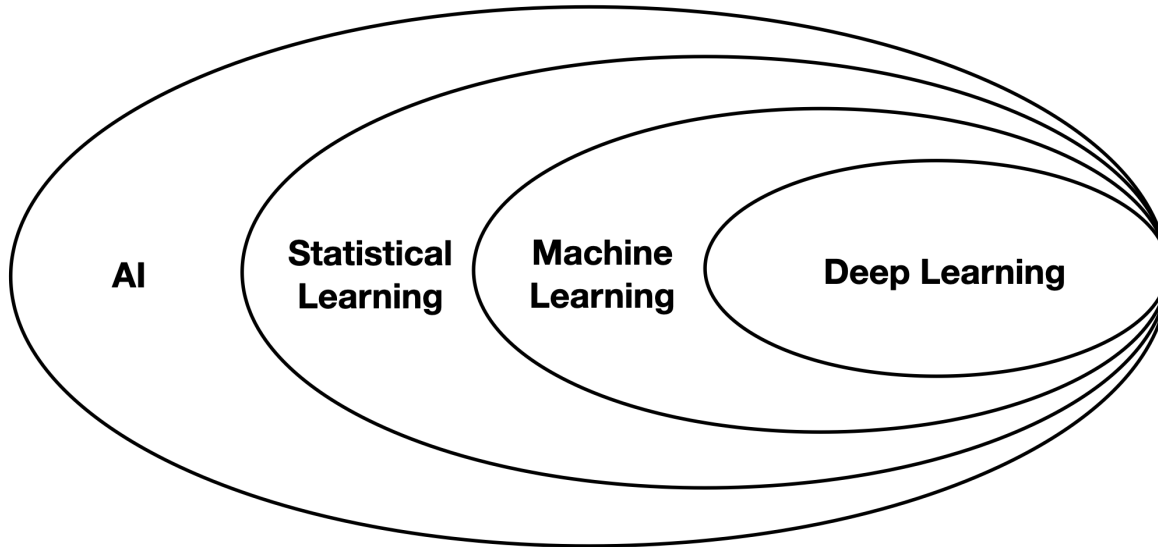 AI
Statistical
Learning
Machine
Learning
Deep Learning